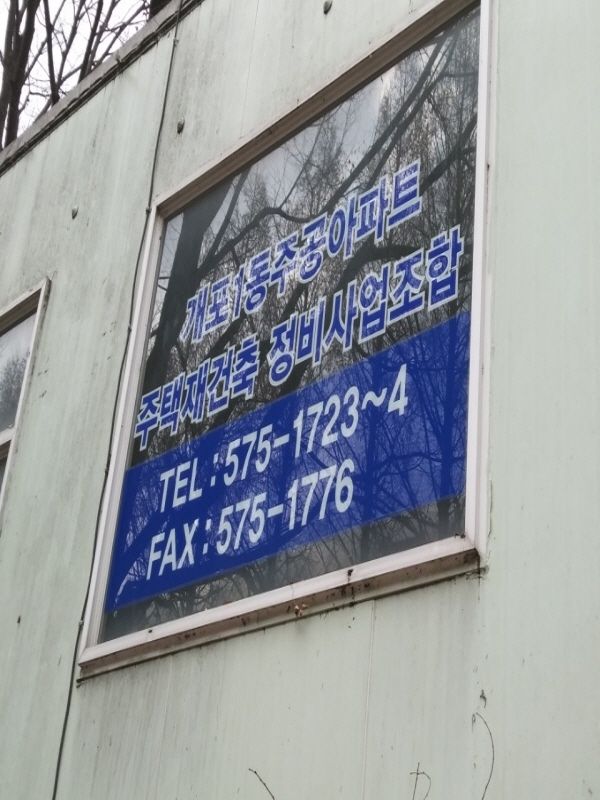 개포1동주공아파트
주택재건축 정비사업조합
TEL : 575-1723~4
FAX : 575-1776